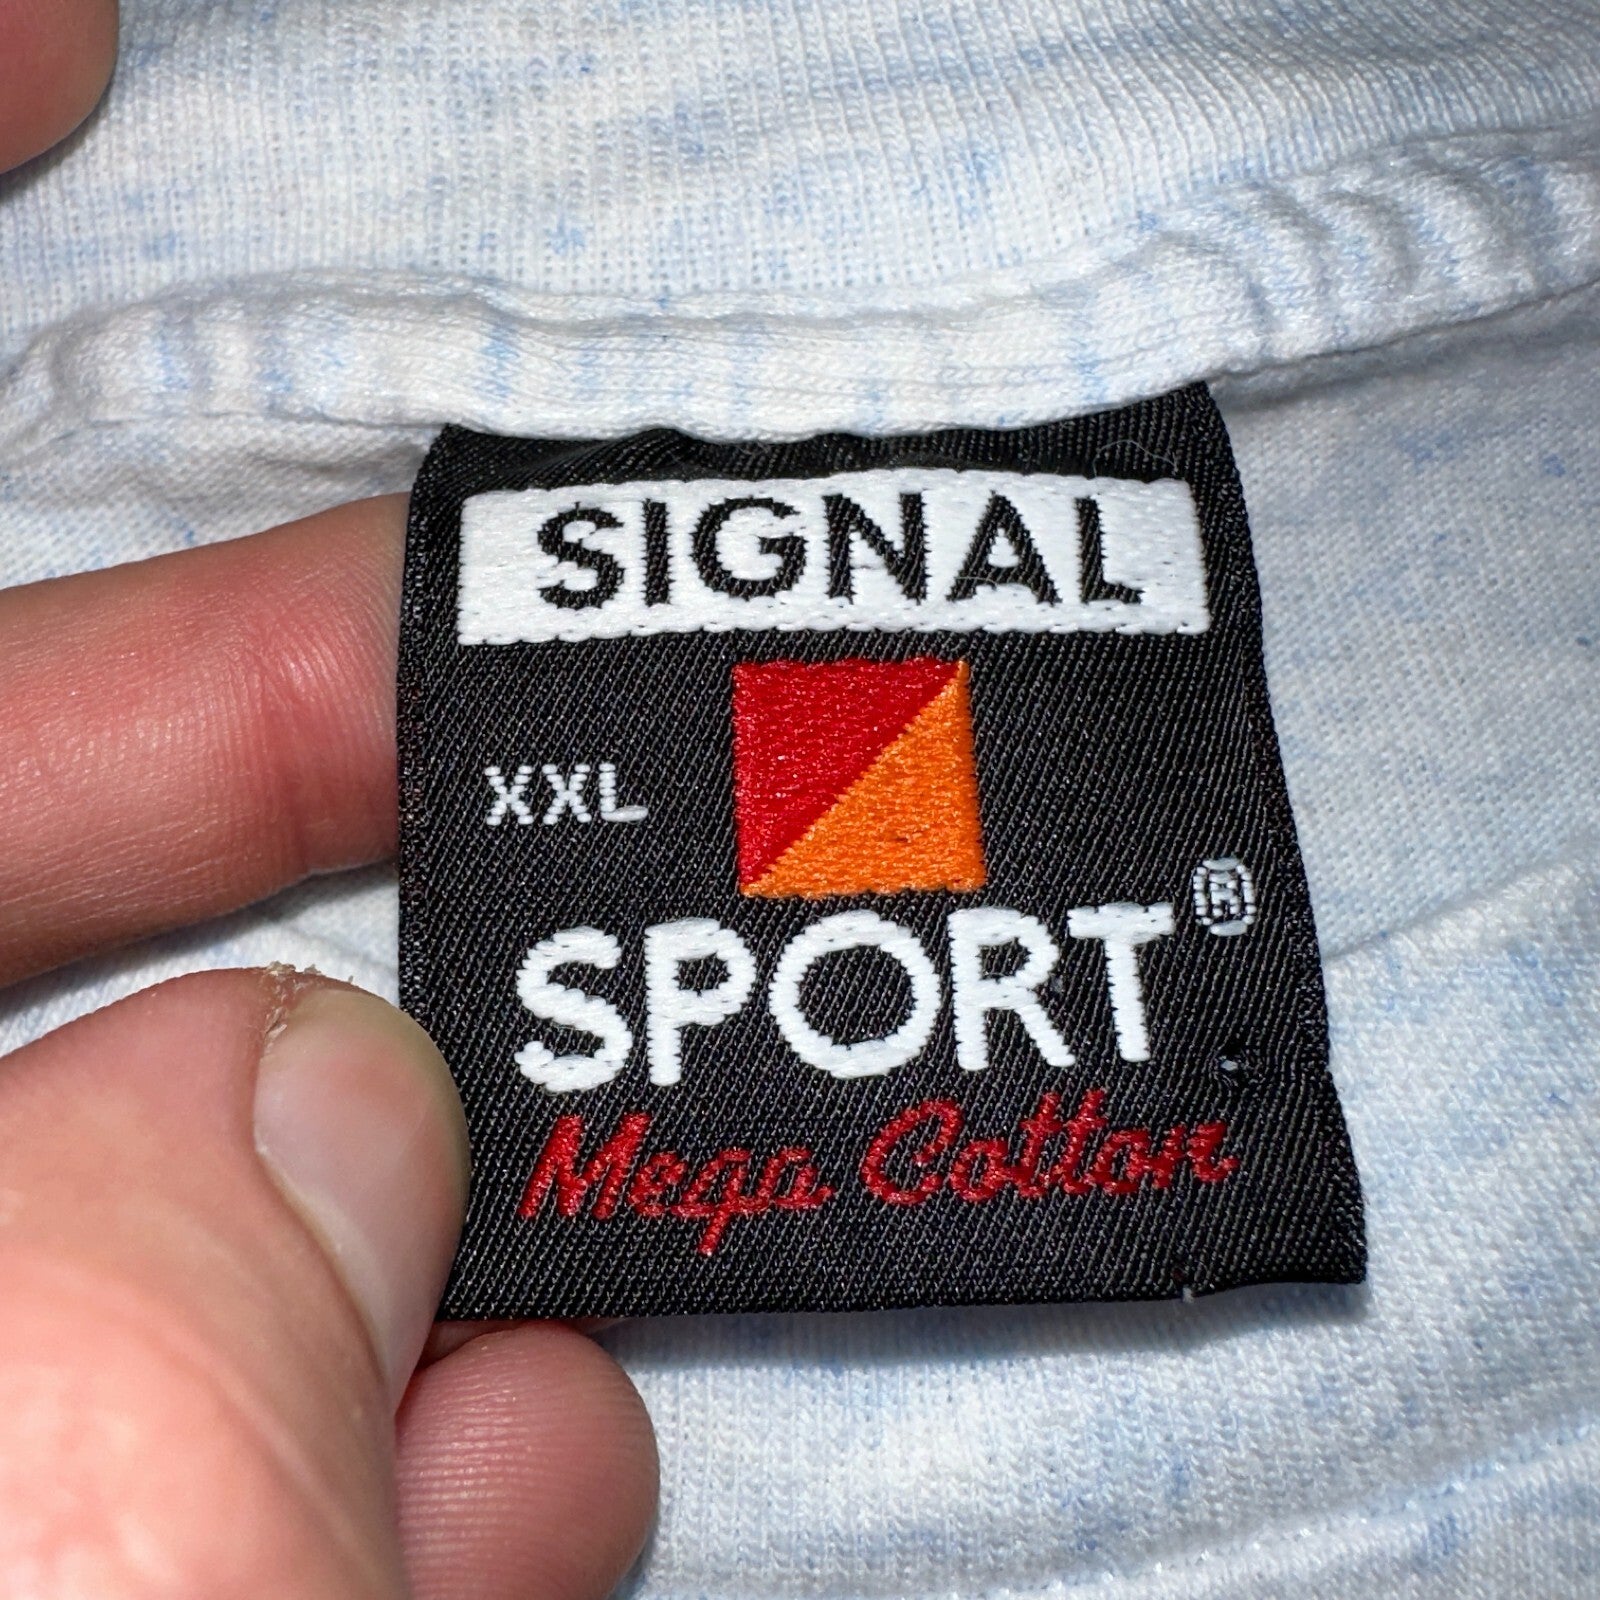 SIGNAL
XXL
SPORT®
Mega Cotton